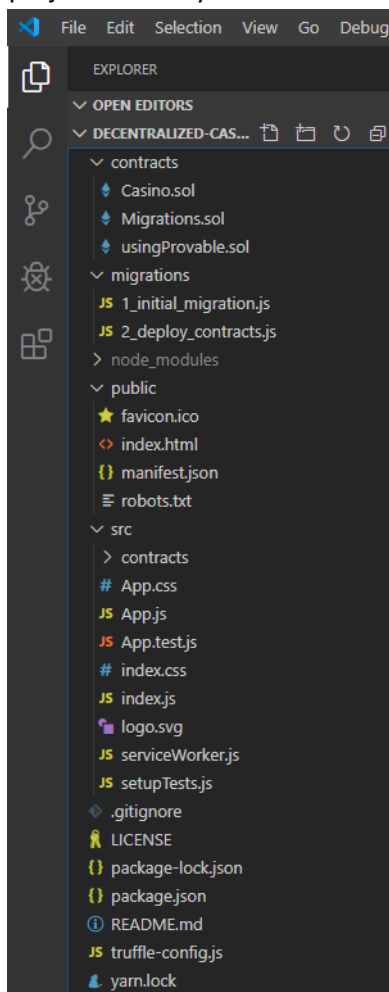 File Edit Selection View Go Debug
EXPLORER
OPEN EDITORS
DECENTRALIZED-CAS...
contracts
Casino.sol
Migrations.sol
usingProvable.sol
migrations
JS 1_initial_migration.js
JS 2_deploy_contracts.js
node_modules
public
favicon.ico
<> index.html
{} manifest.json
robots.txt
src
contracts
# App.css
JS App.js
JS App.test.js
# index.css
JS index.js
logo.svg
JS serviceWorker.js
JS setupTests.js
.gitignore
LICENSE
{} package-lock.json
{} package.json
README.md
JS truffle-config.js
yarn.lock